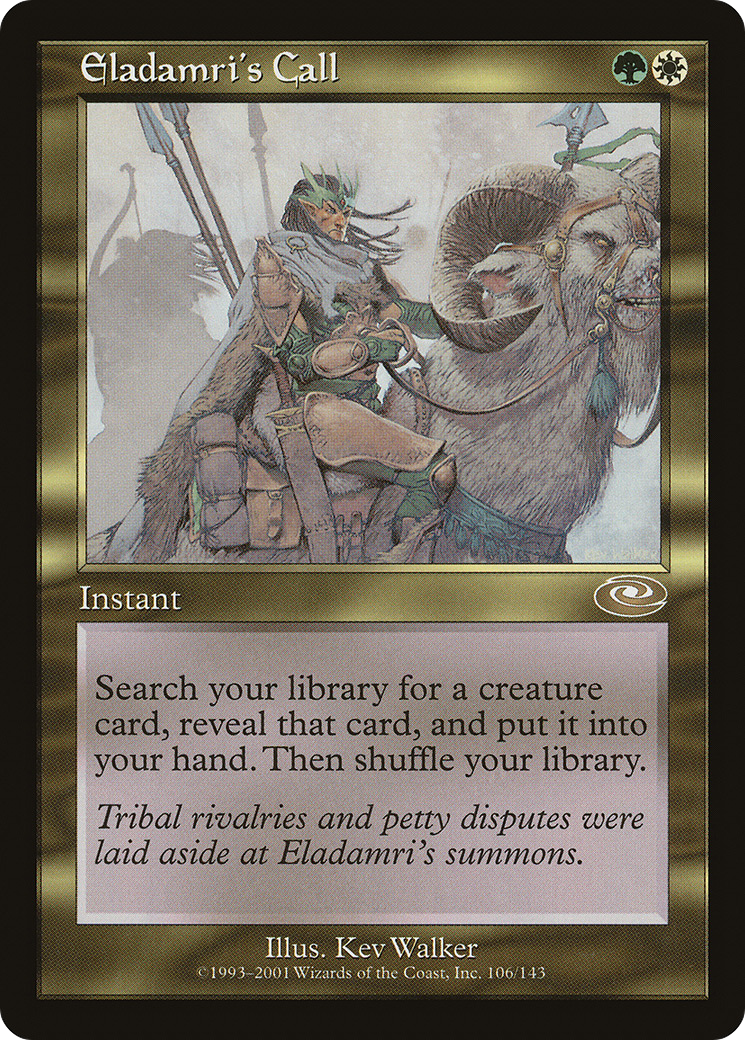 Eladamri's Call
Kev Walker
Instant
Search your library for a creature
card, reveal that card, and put it into
your hand. Then shuffle your library.
Tribal rivalries and petty disputes were
laid aside at Eladamri's summons.
Illus. Kev Walker
©1993–2001 Wizards of the Coast, Inc. 106/143